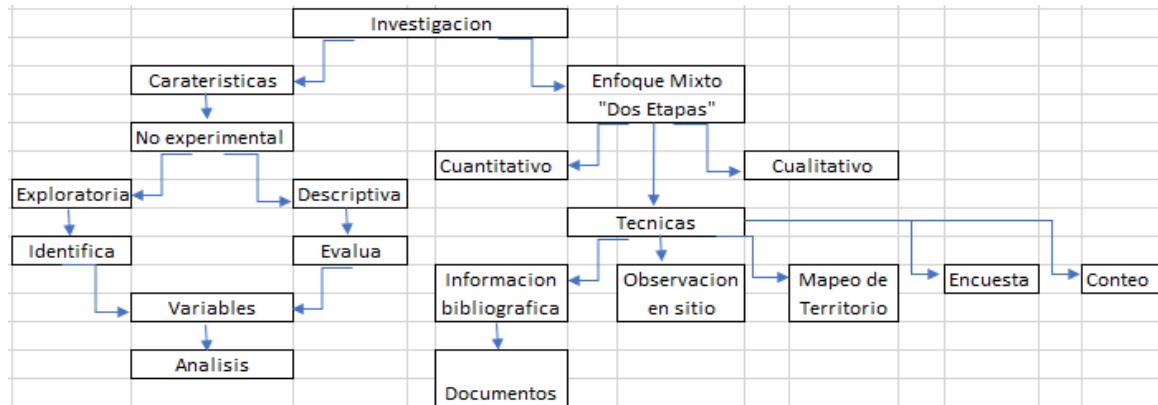 Investigacion
Carateristicas
Enfoque Mixto
"Dos Etapas"
No experimental
Cuantitativo
Cualitativo
Exploratoria
Descriptiva
Tecnicas
Identifica
Evalua
Informacion
bibliografica
Observacion
en sitio
Mapeo de
Territorio
Encuesta
Conteo
Variables
Analisis
Documentos